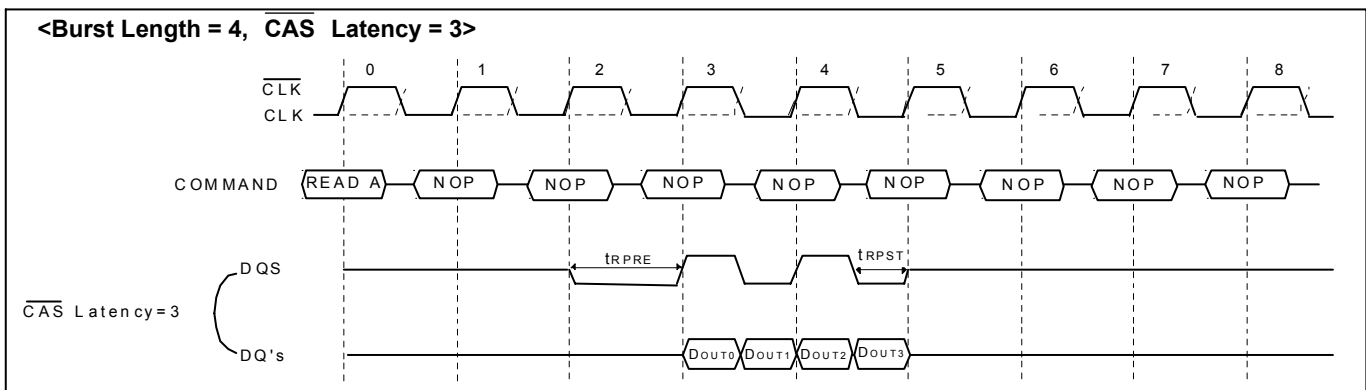 <Burst Length = 4, CAS Latency = 3>
0 1 2 3 4 5 6 7 8
CLK
CLK
COMMAND READ A NOP NOP NOP NOP NOP NOP NOP NOP
DQS tRPRE tRPST
CAS Latency=3
DQ's DOUT0 DOUT1 DOUT2 DOUT3